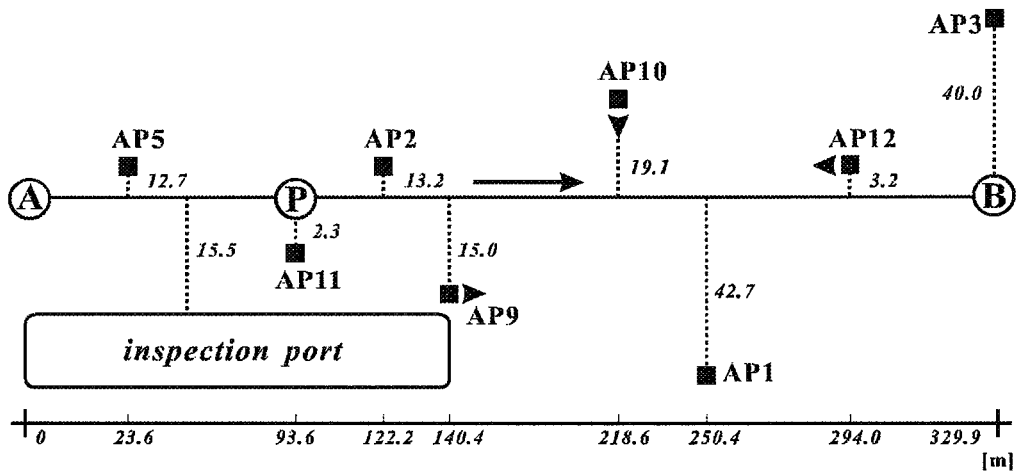 AP3
AP10
40.0
AP5
AP2
AP12
12.7
13.2
19.1
3.2
A
P
B
15.5
2.3
15.0
AP11
42.7
AP9
inspection port
AP1
0 23.6 93.6 122.2 140.4 218.6 250.4 294.0 329.9
[m]